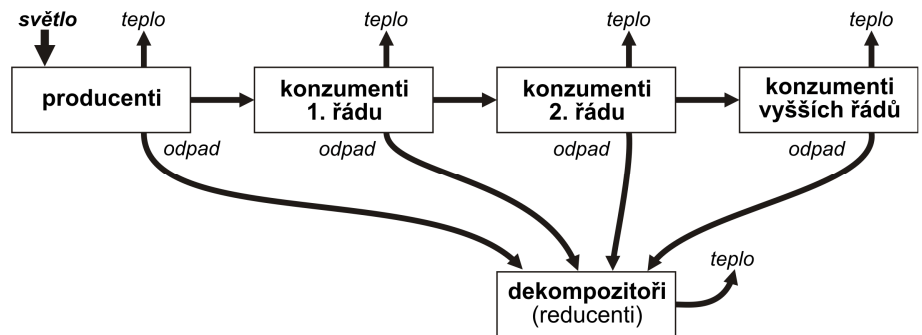 světlo
teplo
teplo
teplo
teplo
producenti
konzumenti
1. řádu
konzumenti
2. řádu
konzumenti
vyšších řádů
odpad
odpad
odpad
odpad
teplo
dekompozitoři
(reducenti)